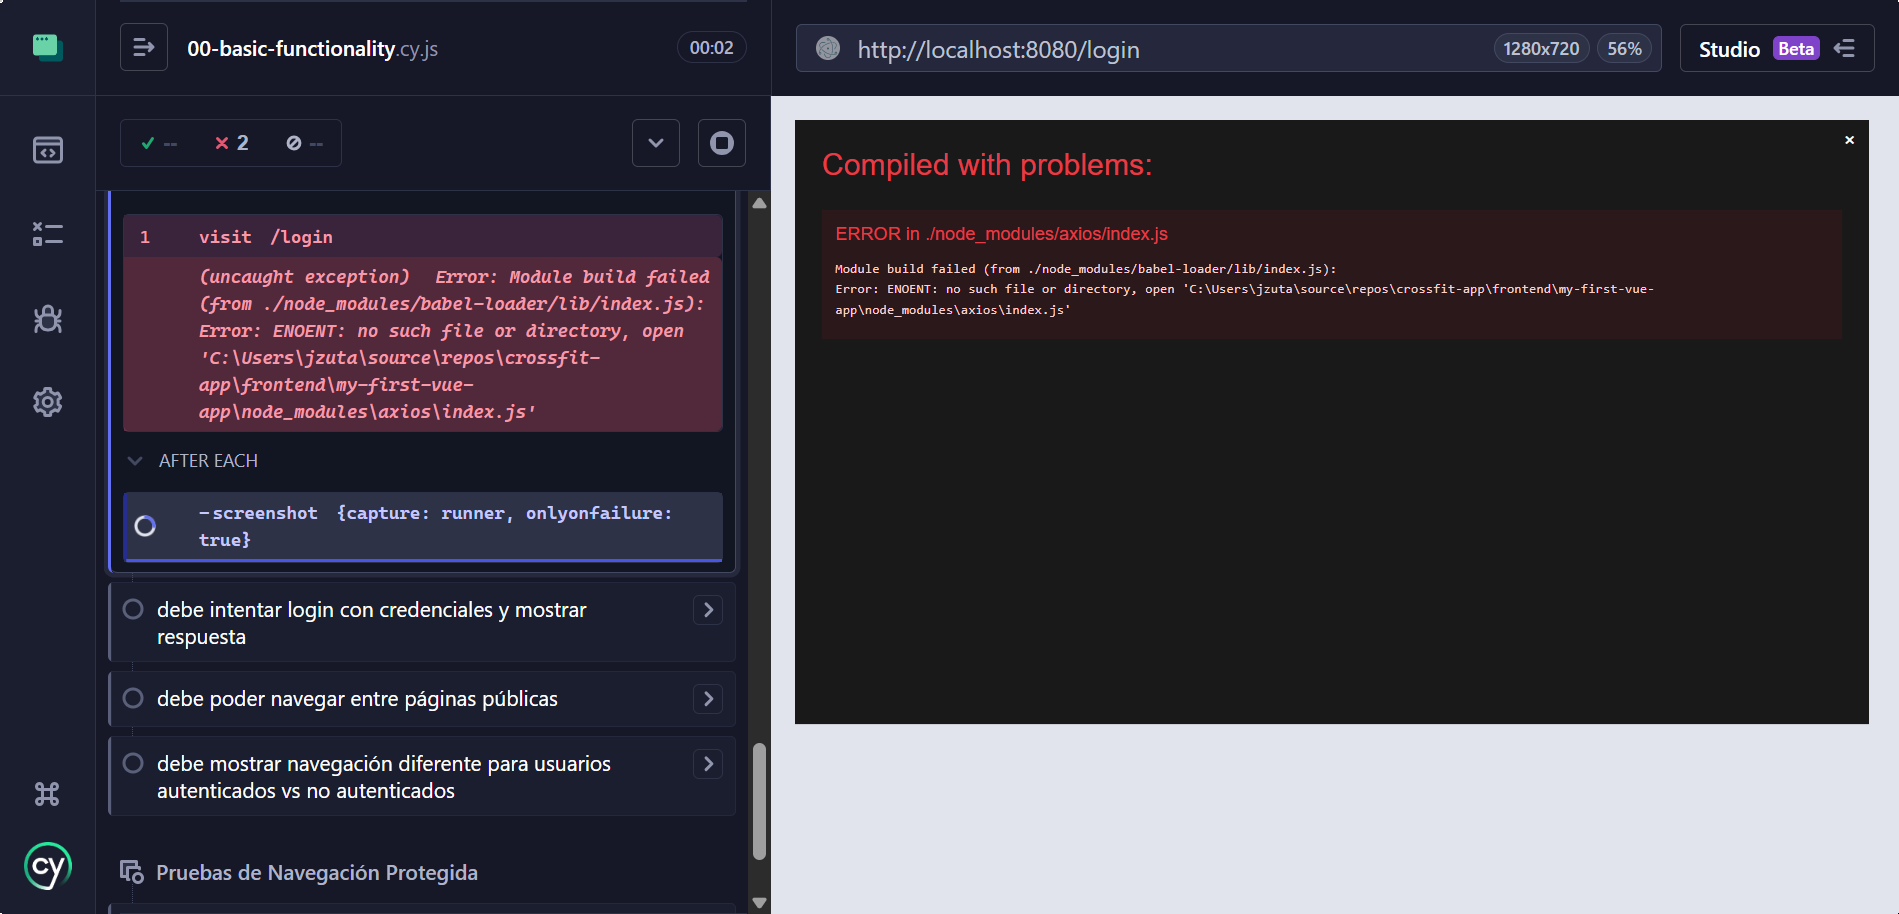 00-basic-functionality.cy.js
00:02
-- 2 --
1 visit /login
(uncaught exception) Error: Module build failed
(from ./node_modules/babel-loader/lib/index.js):
Error: ENOENT: no such file or directory, open
'C:\Users\jzuta\source\repos\crossfit-
app\frontend\my-first-vue-
app\node_modules\axios\index.js'
AFTER EACH
-screenshot {capture: runner, onlyonfailure:
true}
debe intentar login con credenciales y mostrar
respuesta
debe poder navegar entre páginas públicas
debe mostrar navegación diferente para usuarios
autenticados vs no autenticados
Pruebas de Navegación Protegida
cy
http://localhost:8080/login
1280x720
56%
Studio Beta
×
Compiled with problems:
ERROR in ./node_modules/axios/index.js
Module build failed (from ./node_modules/babel-loader/lib/index.js):
Error: ENOENT: no such file or directory, open 'C:\Users\jzuta\source\repos\crossfit-app\frontend\my-first-vue-
app\node_modules\axios\index.js'